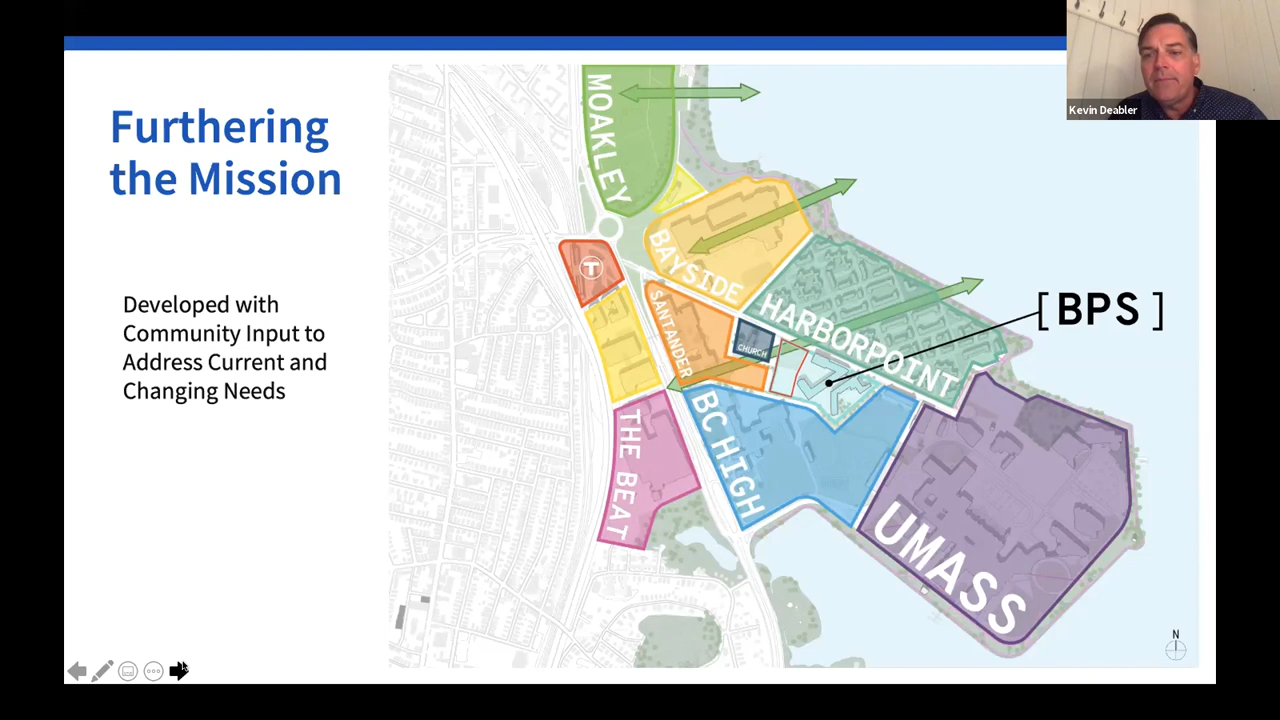 Kevin Deabler
Furthering
the Mission
Developed with
Community Input to
Address Current and
Changing Needs
MOAKLEY
T
BAYSIDE
SANTANDER
CHURCH
HARBORPOINT
[BPS]
THE BEAT
BC HIGH
UMASS
N